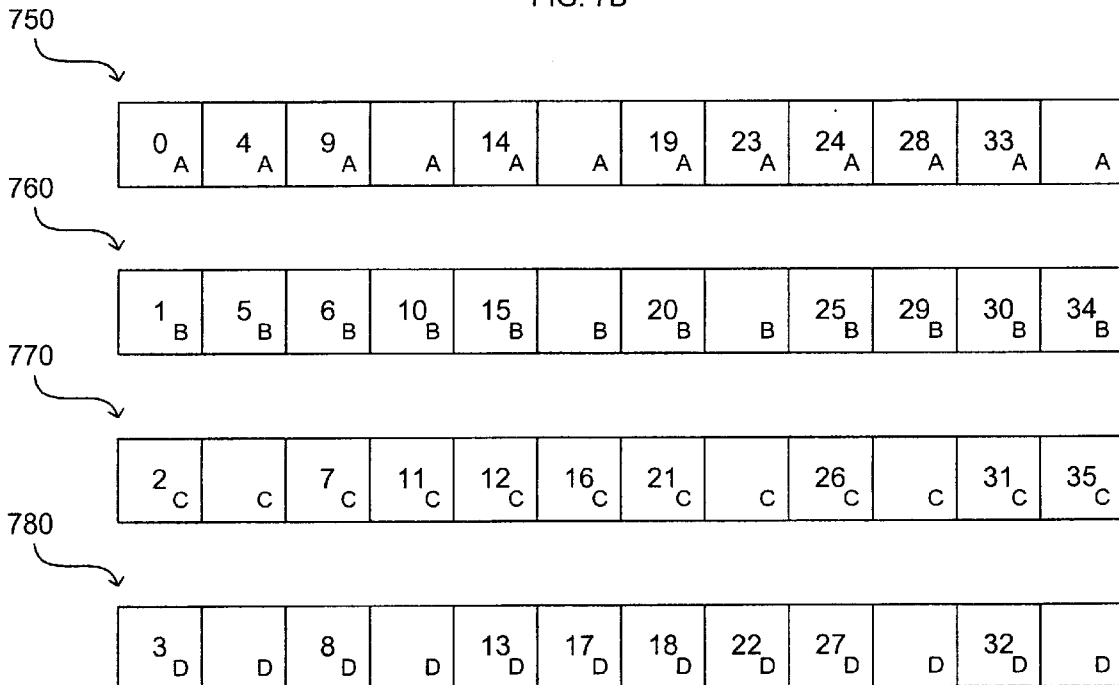 FIG. 7B
750
0 A 4 A 9 A A 14 A A 19 A 23 A 24 A 28 A 33 A A
760
1 B 5 B 6 B 10 B 15 B B 20 B B 25 B 29 B 30 B 34 B
770
2 C C 7 C 11 C 12 C 16 C 21 C C 26 C C 31 C 35 C
780
3 D D 8 D D 13 D 17 D 18 D 22 D 27 D D 32 D D